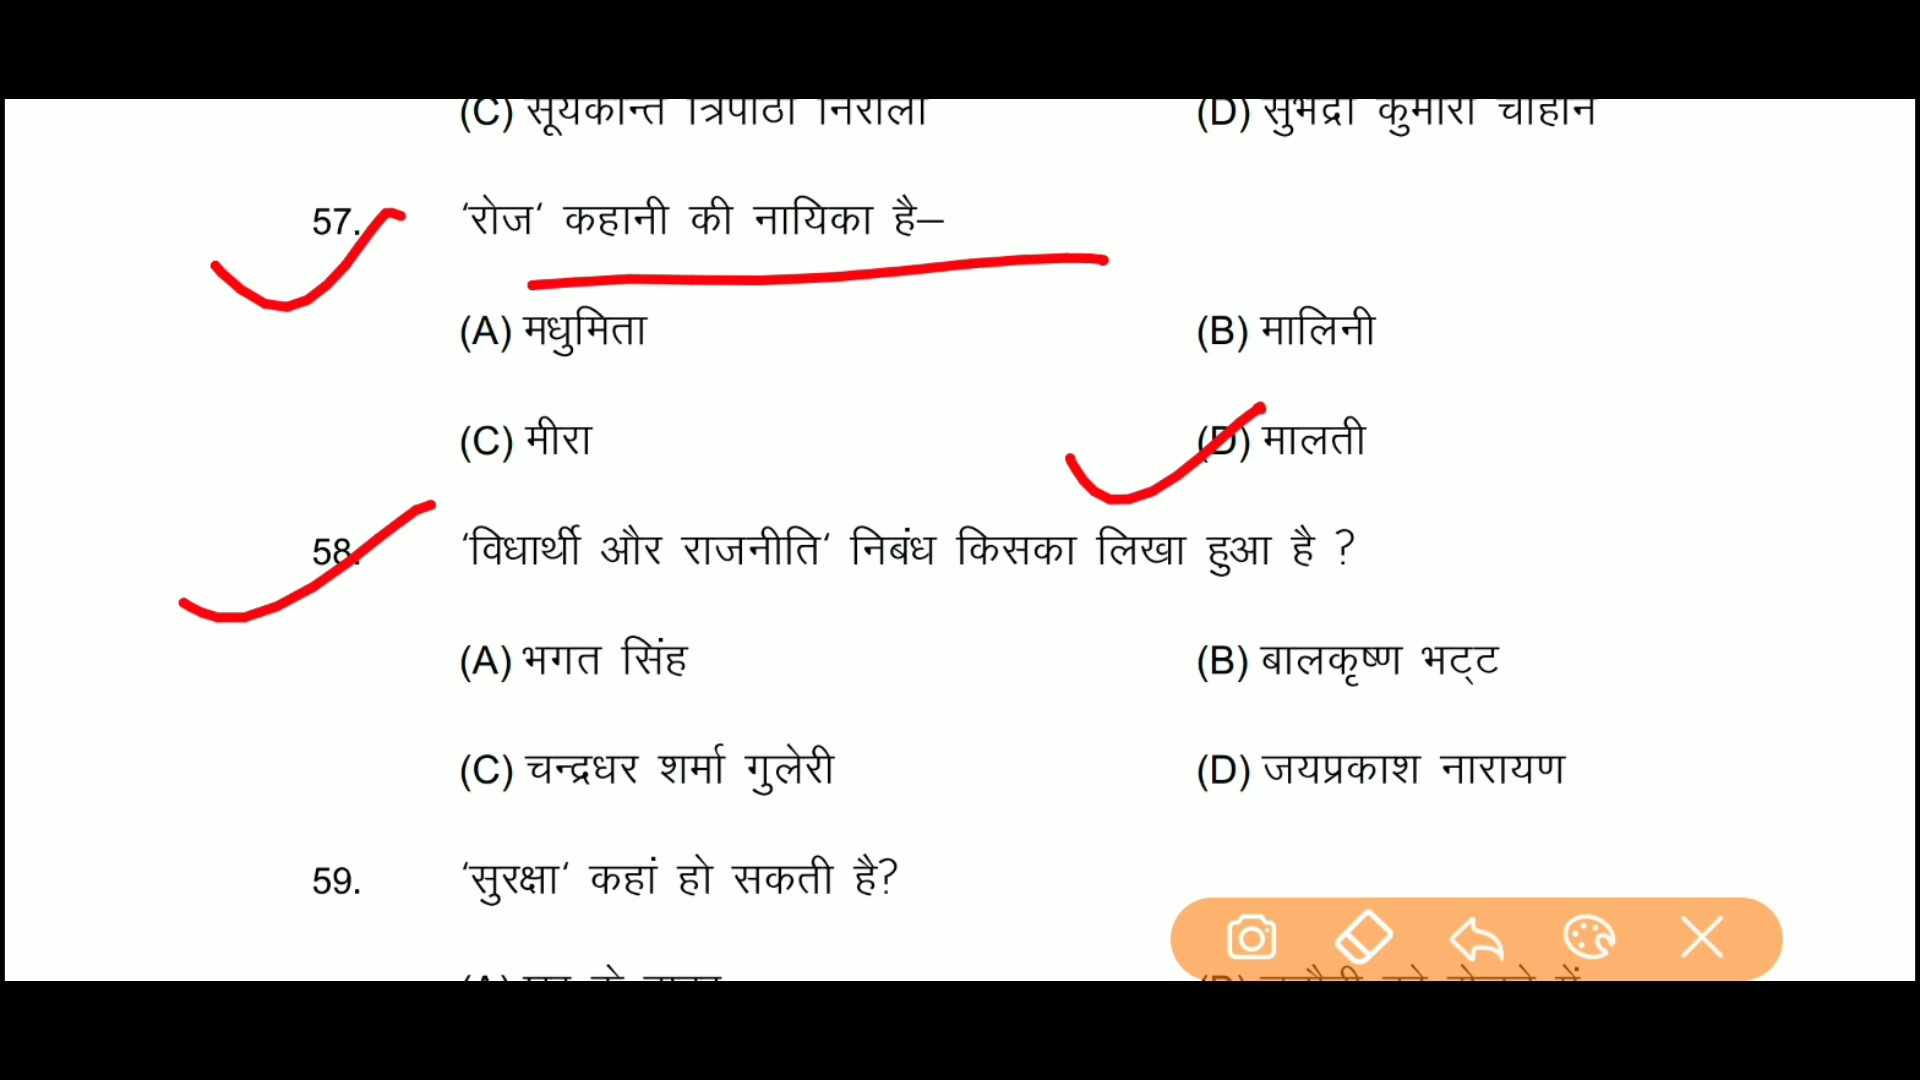 (C) सूर्यकान्त त्रिपाठी निराला (D) सुभद्रा कुमारी चौहान
57. ‘रोज‘ कहानी की नायिका है–
(A) मधुमिता (B) मालिनी
(C) मीरा (D) मालती
58. ‘विधार्थी और राजनीति‘ निबंध किसका लिखा हुआ है ?
(A) भगत सिंह (B) बालकृष्ण भट्‌ट
(C) चन्द्रधर शर्मा गुलेरी (D) जयप्रकाश नारायण
59. ‘सुरक्षा‘ कहां हो सकती है?